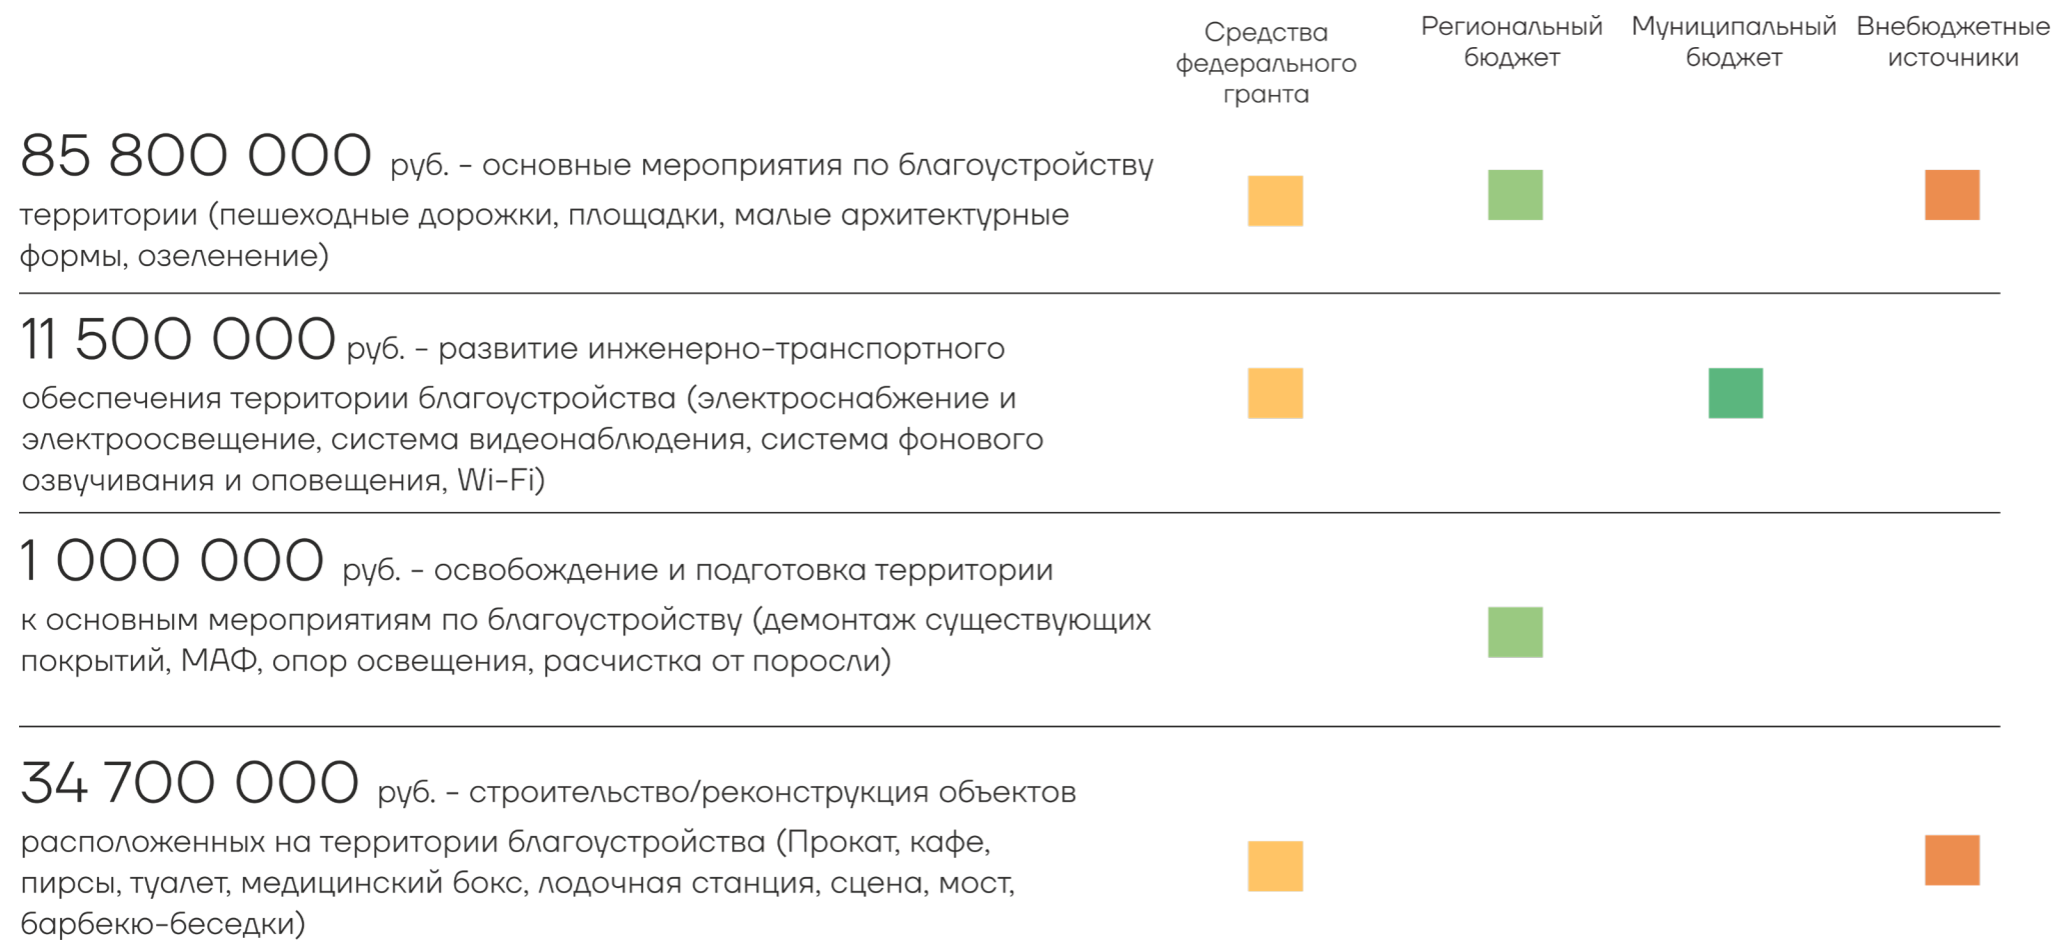 Средства
федерального
гранта
Региональный
бюджет
Муниципальный
бюджет
Внебюджетные
источники
85 800 000 руб. - основные мероприятия по благоустройству
территории (пешеходные дорожки, площадки, малые архитектурные
формы, озеленение)
11 500 000 руб. - развитие инженерно-транспортного
обеспечения территории благоустройства (электроснабжение и
электроосвещение, система видеонаблюдения, система фонового
озвучивания и оповещения, Wi-Fi)
1 000 000 руб. - освобождение и подготовка территории
к основным мероприятиям по благоустройству (демонтаж существующих
покрытий, МАФ, опор освещения, расчистка от поросли)
34 700 000 руб. - строительство/реконструкция объектов
расположенных на территории благоустройства (Прокат, кафе,
пирсы, туалет, медицинский бокс, лодочная станция, сцена, мост,
барбекю-беседки)